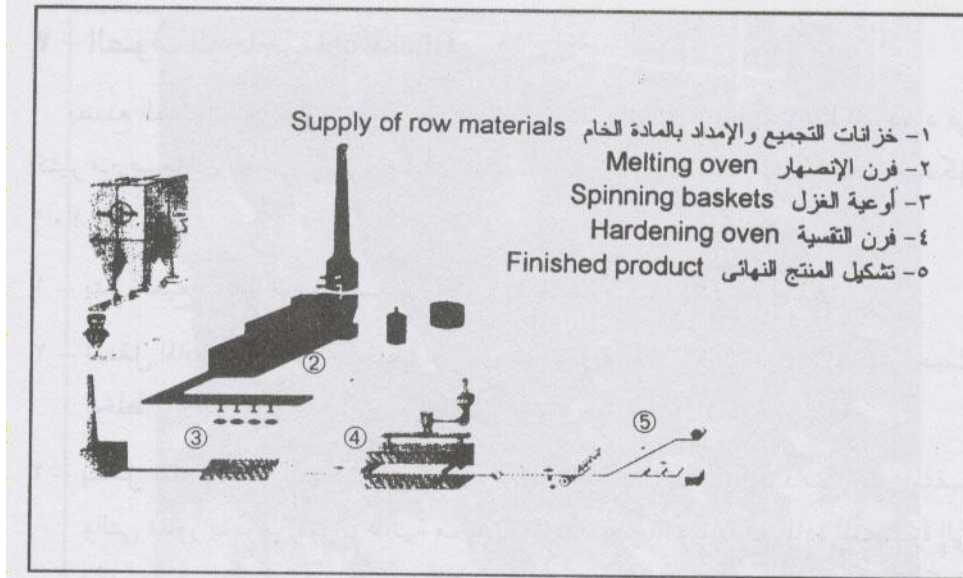 ١- خزانات التجميع والإمداد بالمادة الخام Supply of row materials
٢- فرن الإنصهار Melting oven
٣- أوعية الغزل Spinning baskets
٤- فرن التقسية Hardening oven
٥- تشكيل المنتج النهائى Finished product
②
③
④
⑤